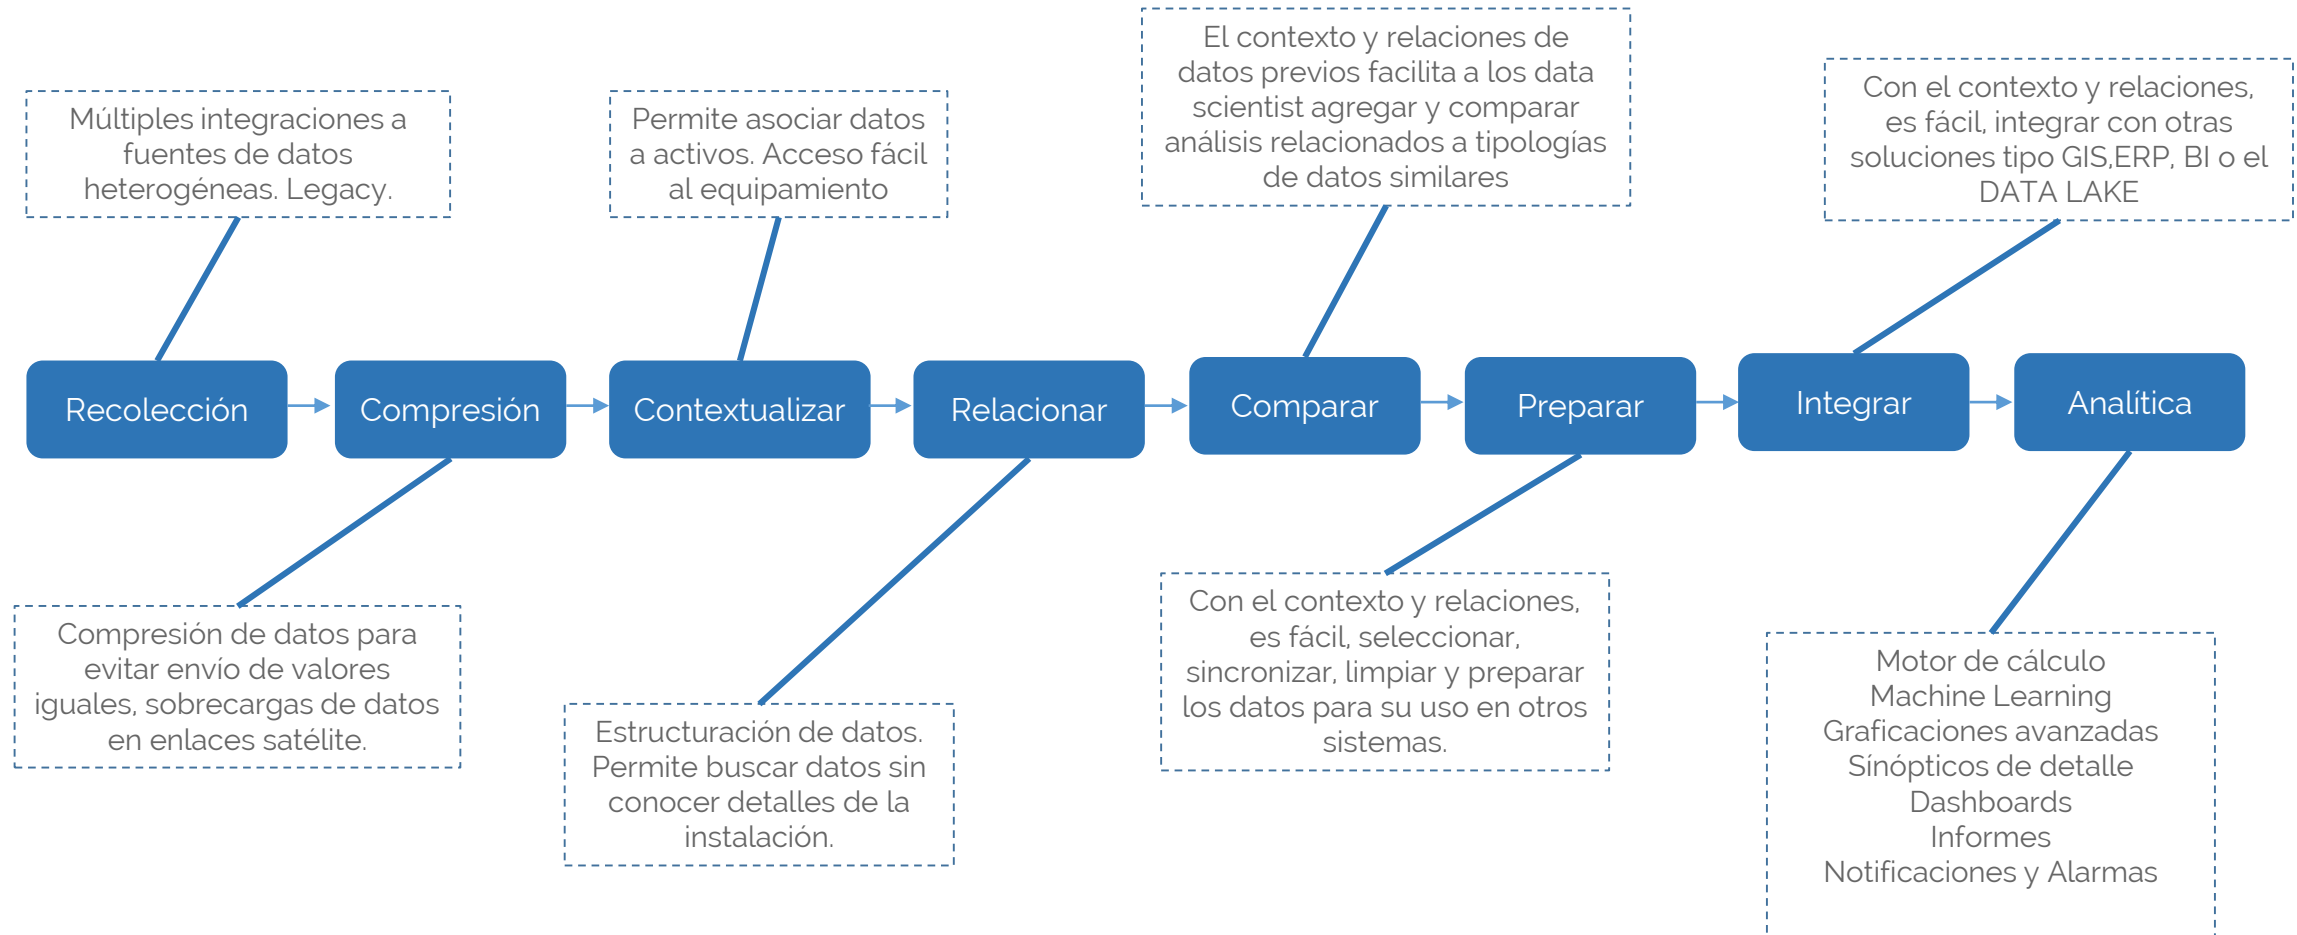 El contexto y relaciones de
datos previos facilita a los data
scientist agregar y comparar
análisis relacionados a tipologías
de datos similares
Con el contexto y relaciones,
es fácil, integrar con otras
soluciones tipo GIS,ERP, BI o el
DATA LAKE
Múltiples integraciones a
fuentes de datos
heterogéneas. Legacy.
Permite asociar datos
a activos. Acceso fácil
al equipamiento
Recolección
Compresión
Contextualizar
Relacionar
Comparar
Preparar
Integrar
Analítica
Compresión de datos para
evitar envío de valores
iguales, sobrecargas de datos
en enlaces satélite.
Estructuración de datos.
Permite buscar datos sin
conocer detalles de la
instalación.
Con el contexto y relaciones,
es fácil, seleccionar,
sincronizar, limpiar y preparar
los datos para su uso en otros
sistemas.
Motor de cálculo
Machine Learning
Graficaciones avanzadas
Sínópticos de detalle
Dashboards
Informes
Notificaciones y Alarmas